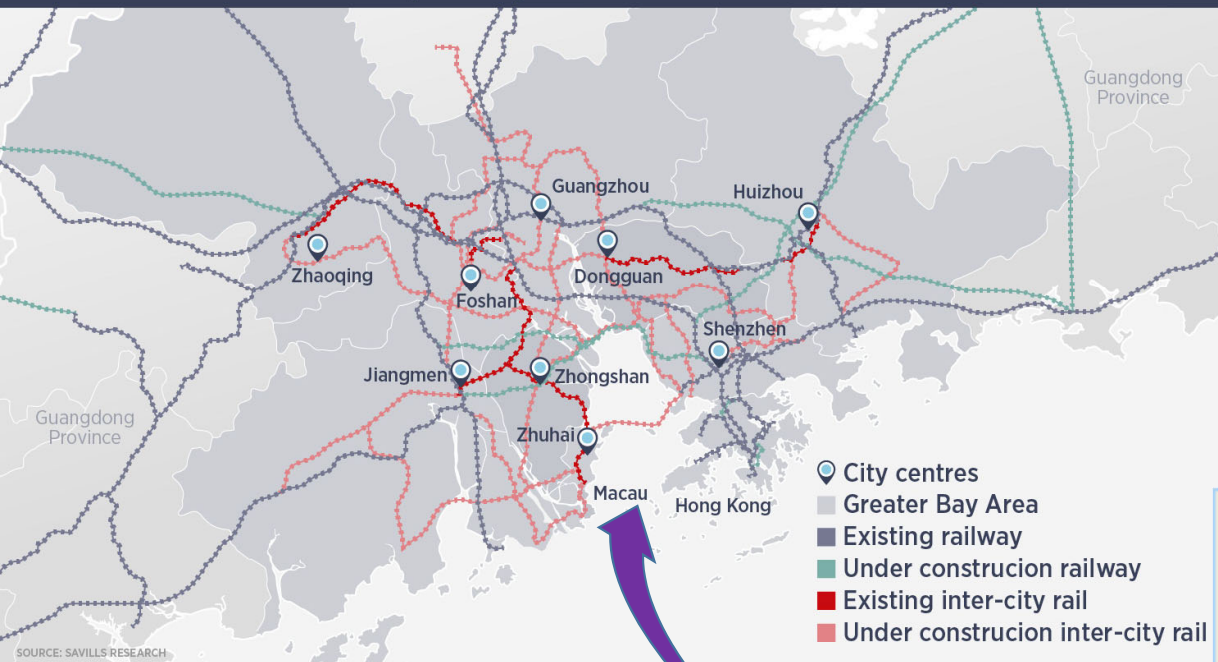 Guangdong
Province
Guangzhou
Huizhou
Zhaoqing
Dongguan
Foshan
Shenzhen
Jiangmen
Zhongshan
Guangdong
Province
Zhuhai
Macau
Hong Kong
City centres
Greater Bay Area
Existing railway
Under construcion railway
Existing inter-city rail
Under construcion inter-city rail
SOURCE: SAVILLS RESEARCH